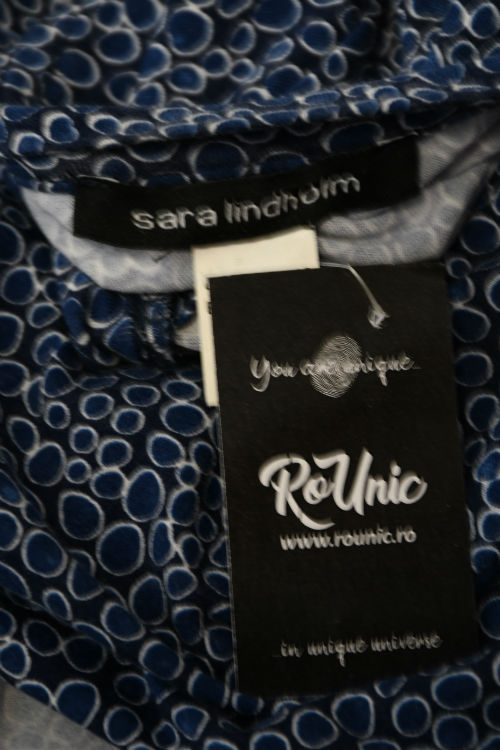 sara lindholm
You are unique
RoUnic
www.rounic.ro
in unique universe